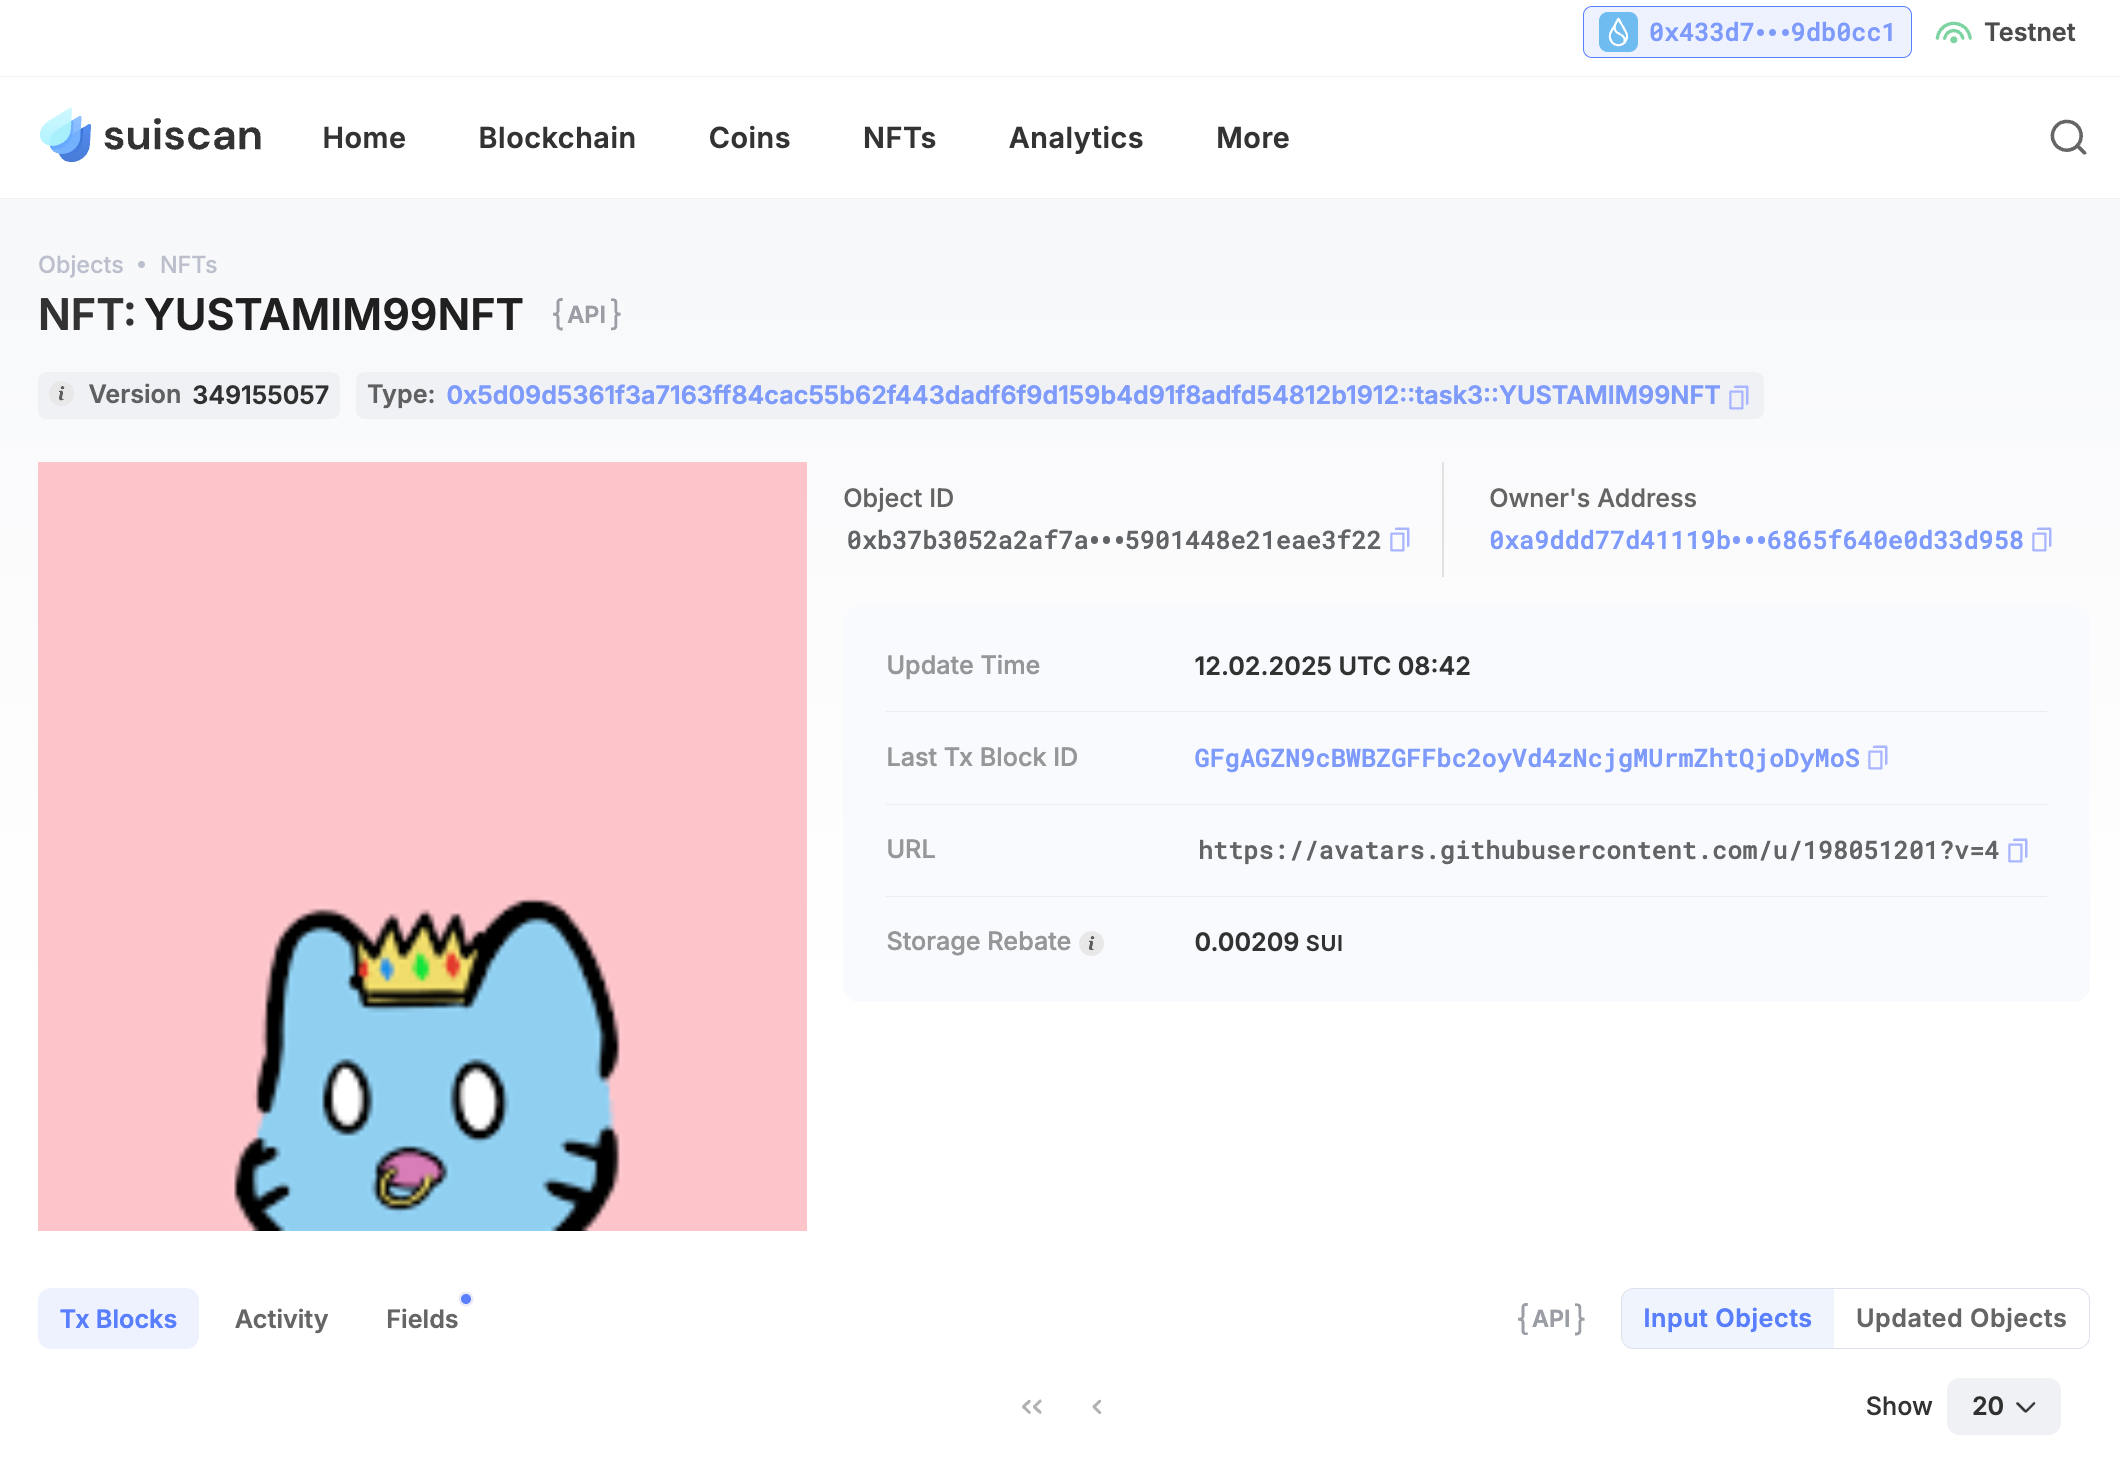 0x433d7•••9db0cc1 Testnet
suiscan Home Blockchain Coins NFTs Analytics More
Objects • NFTs
NFT: YUSTAMIM99NFT {API}
i Version 349155057 Type: 0x5d09d5361f3a7163ff84cac55b62f443dadf6f9d159b4d91f8adfd54812b1912::task3::YUSTAMIM99NFT
Object ID
0xb37b3052a2af7a•••5901448e21eae3f22
Owner's Address
0xa9ddd77d41119b•••6865f640e0d33d958
Update Time 12.02.2025 UTC 08:42
Last Tx Block ID GFgAGZN9cBWBZGFFbc2oyVd4zNcjgMUrmZhtQjoDyMoS
URL https://avatars.githubusercontent.com/u/198051201?v=4
Storage Rebate i 0.00209 SUI
Tx Blocks Activity Fields {API} Input Objects Updated Objects
Show 20